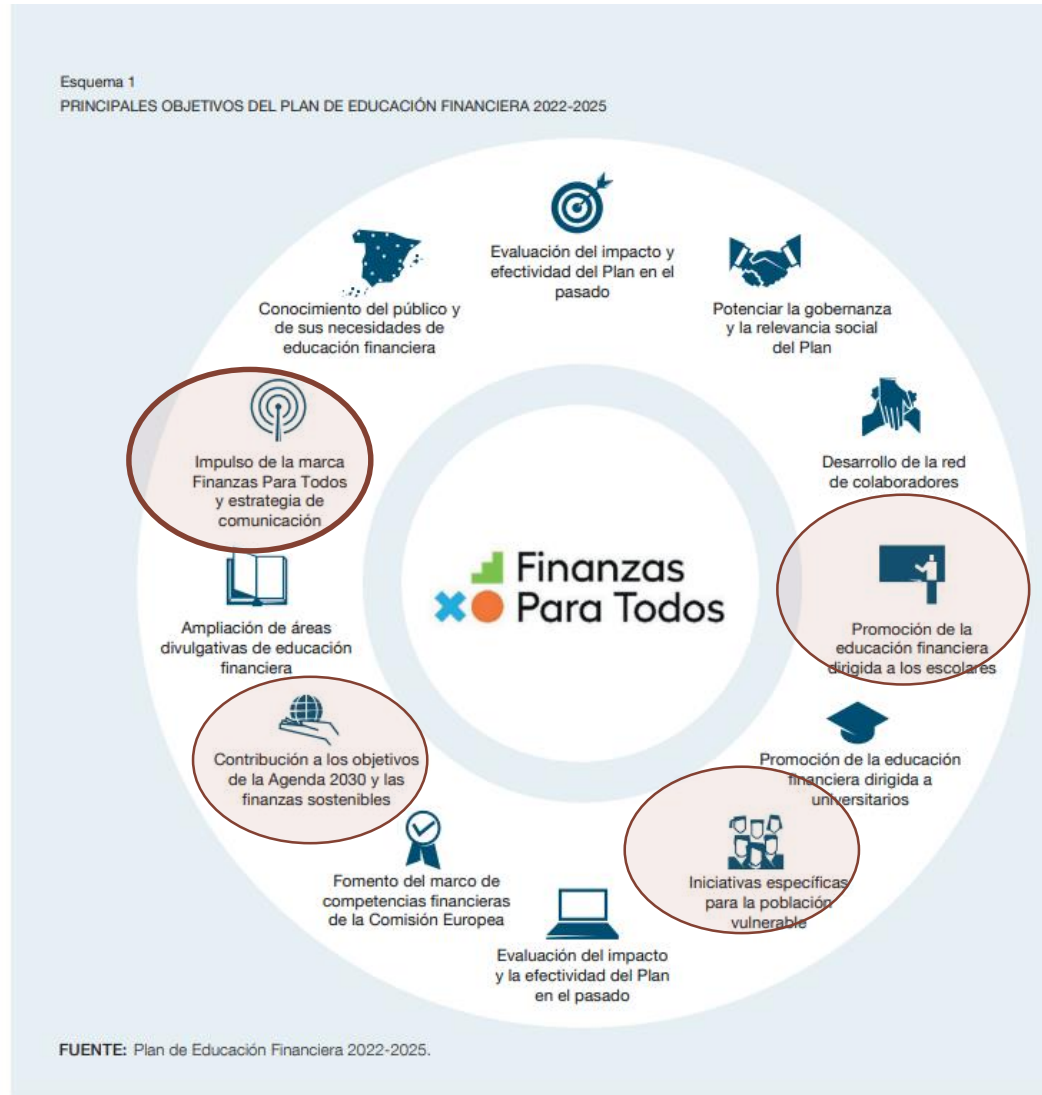 Esquema 1
PRINCIPALES OBJETIVOS DEL PLAN DE EDUCACIÓN FINANCIERA 2022-2025
Evaluación del impacto y
efectividad del Plan en el
pasado
Potenciar la gobernanza
y la relevancia social
del Plan
Desarrollo de la red
de colaboradores
Promoción de la
educación financiera
dirigida a los escolares
Promoción de la educación
financiera dirigida a
universitarios
Iniciativas específicas
para la población
vulnerable
Evaluación del impacto
y la efectividad del Plan
en el pasado
Fomento del marco de
competencias financieras
de la Comisión Europea
Contribución a los objetivos
de la Agenda 2030 y las
finanzas sostenibles
Ampliación de áreas
divulgativas de educación
financiera
Impulso de la marca
Finanzas Para Todos
y estrategia de
comunicación
Conocimiento del público y
de sus necesidades de
educación financiera
Finanzas
Para Todos
FUENTE: Plan de Educación Financiera 2022-2025.